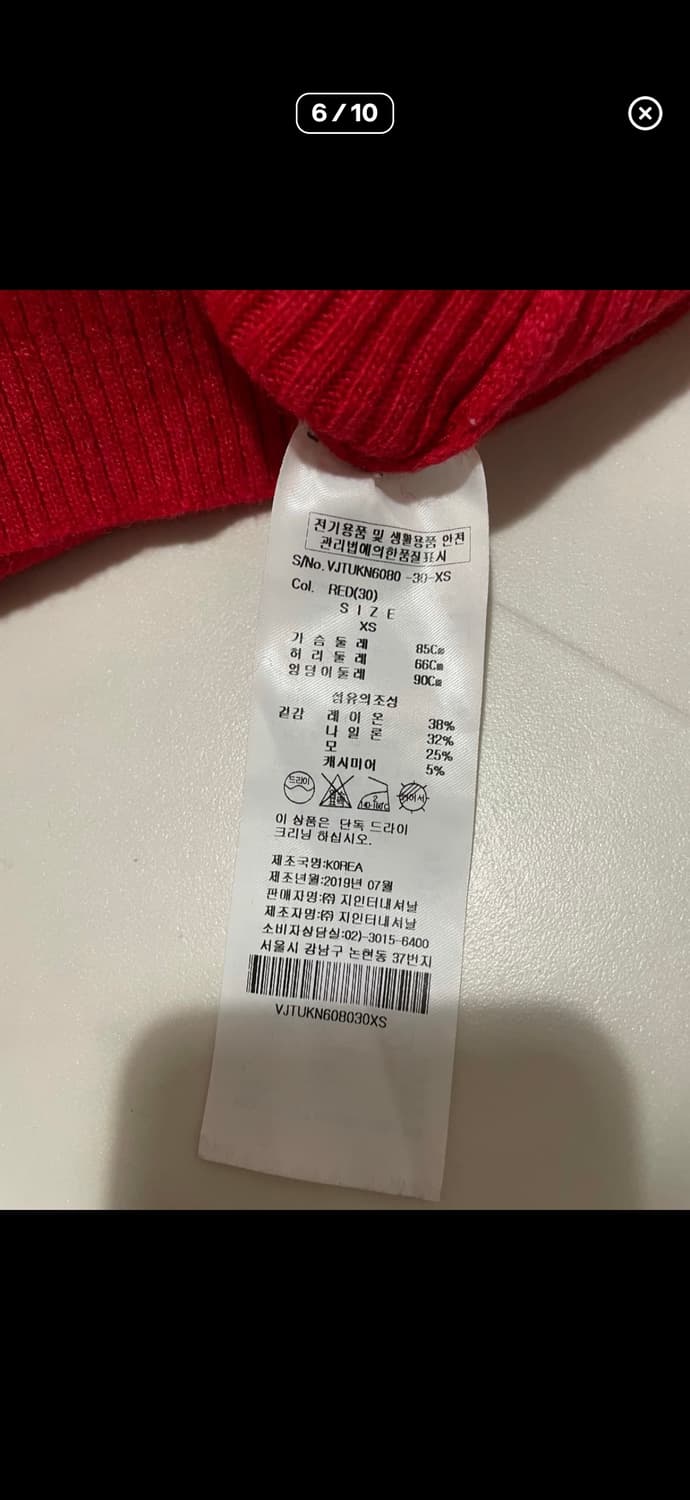 6/10
전기용품 및 생활용품 안전
관리법에의한품질표시
S/No. VJTUKN6080 -30-XS
Col. RED(30)
SIZE
XS
가슴둘레 85Cm
허리둘레 66Cm
엉덩이둘레 90Cm
섬유의조성
겉감 레이온 38%
나일론 32%
모 25%
캐시미어 5%
드라이
이 상품은 단독 드라이
크리닝 하십시오.
제조국명:KOREA
제조년월:2019년 07월
판매자명:㈜ 지인터내셔날
제조자명:㈜ 지인터내셔날
소비자상담실:02)-3015-6400
서울시 강남구 논현동 37번지
VJTUKN608030XS